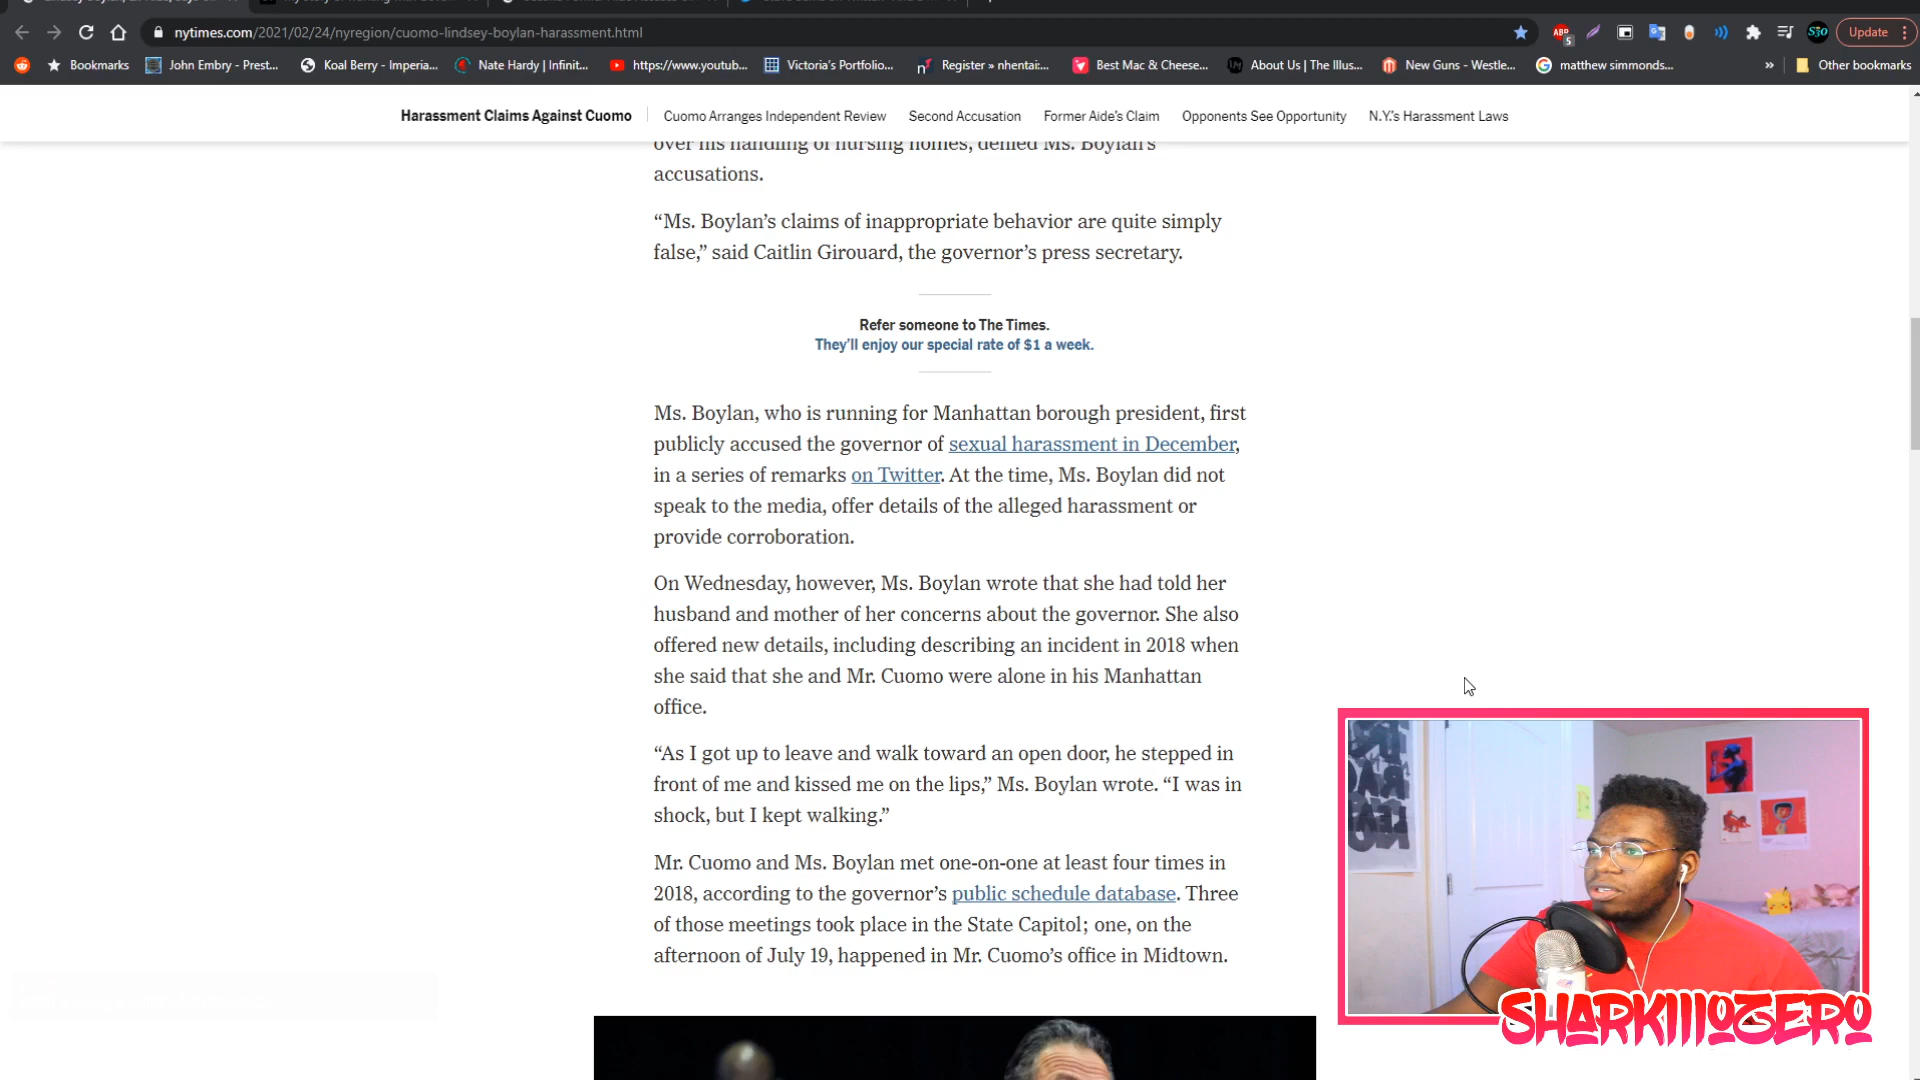 nytimes.com/2021/02/24/nyregion/cuomo-lindsey-boylan-harassment.html
ABP
5
S3O
Update
Bookmarks
John Embry - Prest...
Koal Berry - Imperia...
Nate Hardy | Infinit...
https://www.youtub...
Victoria's Portfolio...
Register » nhentai:...
Best Mac & Cheese...
About Us | The Illus...
New Guns - Westle...
matthew simmonds...
»
Other bookmarks
Harassment Claims Against Cuomo
Cuomo Arranges Independent Review
Second Accusation
Former Aide's Claim
Opponents See Opportunity
N.Y.'s Harassment Laws
over his handling of nursing homes, denied Ms. Boylan's
accusations.
“Ms. Boylan's claims of inappropriate behavior are quite simply
false,” said Caitlin Girouard, the governor's press secretary.
Refer someone to The Times.
They'll enjoy our special rate of $1 a week.
Ms. Boylan, who is running for Manhattan borough president, first
publicly accused the governor of sexual harassment in December,
in a series of remarks on Twitter. At the time, Ms. Boylan did not
speak to the media, offer details of the alleged harassment or
provide corroboration.
On Wednesday, however, Ms. Boylan wrote that she had told her
husband and mother of her concerns about the governor. She also
offered new details, including describing an incident in 2018 when
she said that she and Mr. Cuomo were alone in his Manhattan
office.
“As I got up to leave and walk toward an open door, he stepped in
front of me and kissed me on the lips,” Ms. Boylan wrote. “I was in
shock, but I kept walking.”
Mr. Cuomo and Ms. Boylan met one-on-one at least four times in
2018, according to the governor's public schedule database. Three
of those meetings took place in the State Capitol; one, on the
afternoon of July 19, happened in Mr. Cuomo's office in Midtown.
SHARKIIIOZERO